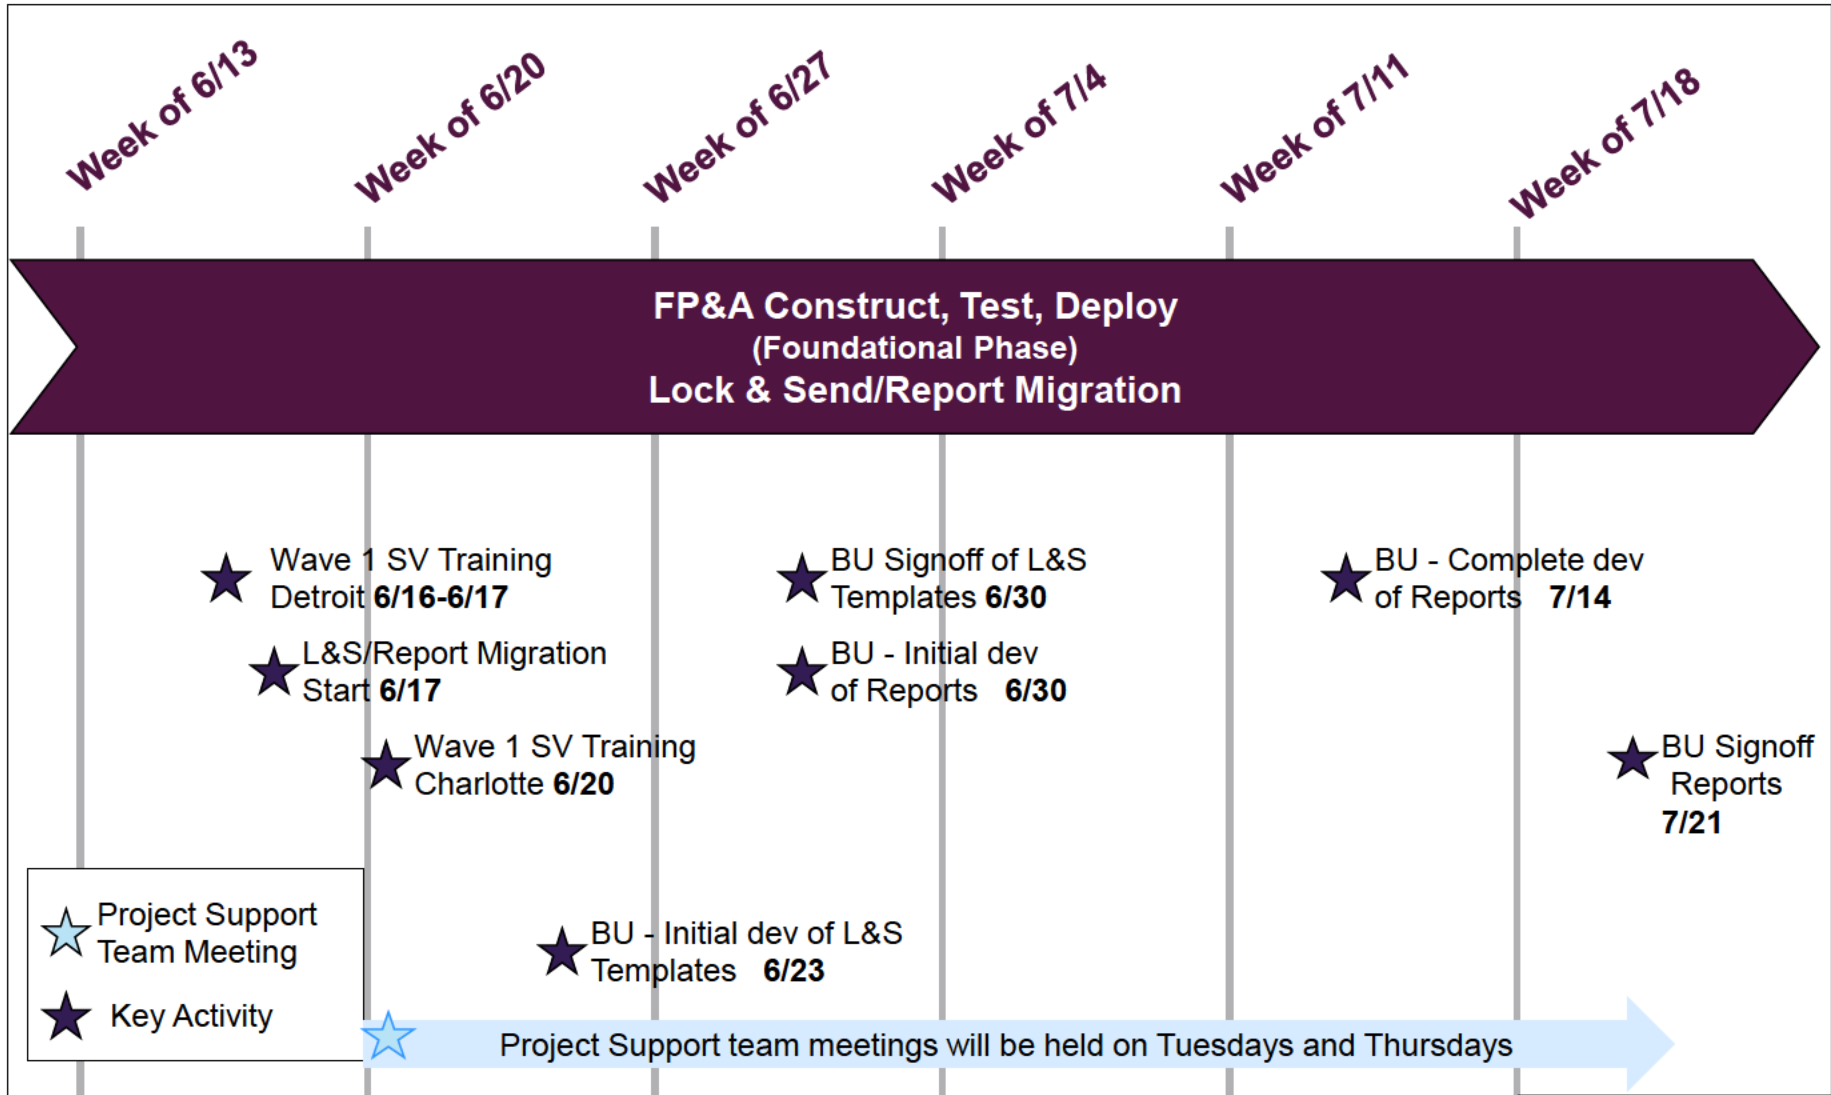 Week of 6/13
Week of 6/20
Week of 6/27
Week of 7/4
Week of 7/11
Week of 7/18
FP&A Construct, Test, Deploy
(Foundational Phase)
Lock & Send/Report Migration
Wave 1 SV Training
Detroit 6/16-6/17
BU Signoff of L&S
Templates 6/30
BU - Complete dev
of Reports 7/14
L&S/Report Migration
Start 6/17
BU - Initial dev
of Reports 6/30
Wave 1 SV Training
Charlotte 6/20
BU Signoff
Reports
7/21
Project Support
Team Meeting
Key Activity
BU - Initial dev of L&S
Templates 6/23
Project Support team meetings will be held on Tuesdays and Thursdays